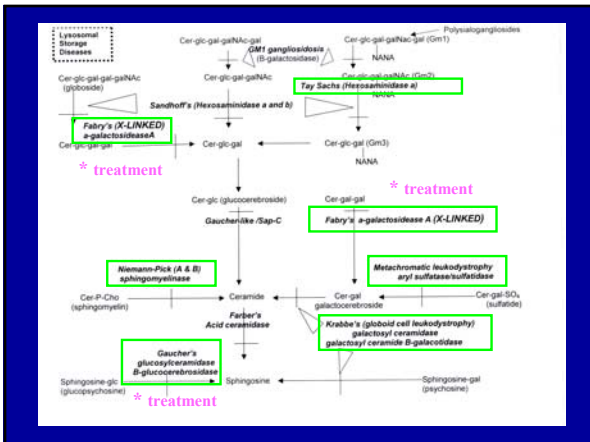 Lysosomal
Storage
Diseases
Polysialogangliosides
Cer-glc-gal-galNAc-gal
Cer-glc-gal-galNac-gal (Gm1)
NANA
GM1 gangliosidosis
(B-galactosidase)
Cer-glc-gal-gal-galNAc
(globoside)
Cer-glc-gal-galNAc
Cer-glc-gal-galNAc (Gm2)
NANA
Tay Sachs (Hexosaminidase a)
Sandhoff's (Hexosaminidase a and b)
Fabry's (X-LINKED)
a-galactosideaseA
Cer-glc-gal-gal
Cer-glc-gal
Cer-glc-gal (Gm3)
NANA
* treatment
* treatment
Cer-glc (glucocerebroside)
Cer-gal-gal
Gaucher-like /Sap-C
Fabry's a-galactosidease A (X-LINKED)
Niemann-Pick (A & B)
sphingomyelinase
Metachromatic leukodystrophy
aryl sulfatase/sulfatidase
Cer-P-Cho
(sphingomyelin)
Ceramide
Cer-gal
galactocerebroside
Cer-gal-SO₄
(sulfatide)
Farber's
Acid ceramidase
Krabbe's (globoid cell leukodystrophy)
galactosyl ceramidase
galactosyl ceramide B-galacotidase
Gaucher's
glucosylceramidase
B-glucocerebrosidase
Sphingosine-glc
(glucopsychosine)
Sphingosine
Sphingosine-gal
(psychosine)
* treatment